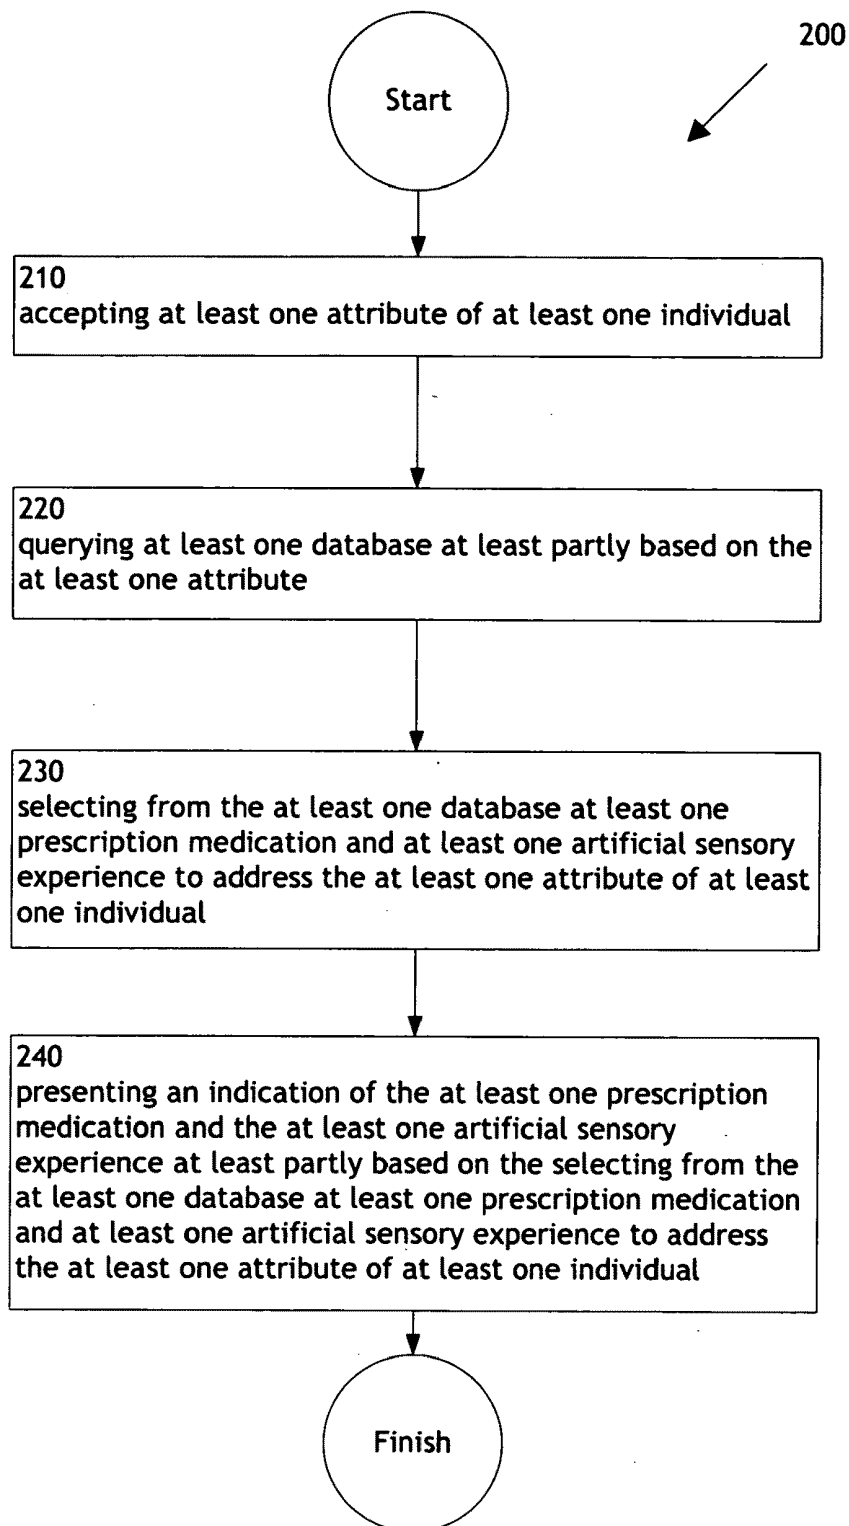 200
Start
210
accepting at least one attribute of at least one individual
220
querying at least one database at least partly based on the
at least one attribute
230
selecting from the at least one database at least one
prescription medication and at least one artificial sensory
experience to address the at least one attribute of at least
one individual
240
presenting an indication of the at least one prescription
medication and the at least one artificial sensory
experience at least partly based on the selecting from the
at least one database at least one prescription medication
and at least one artificial sensory experience to address
the at least one attribute of at least one individual
Finish